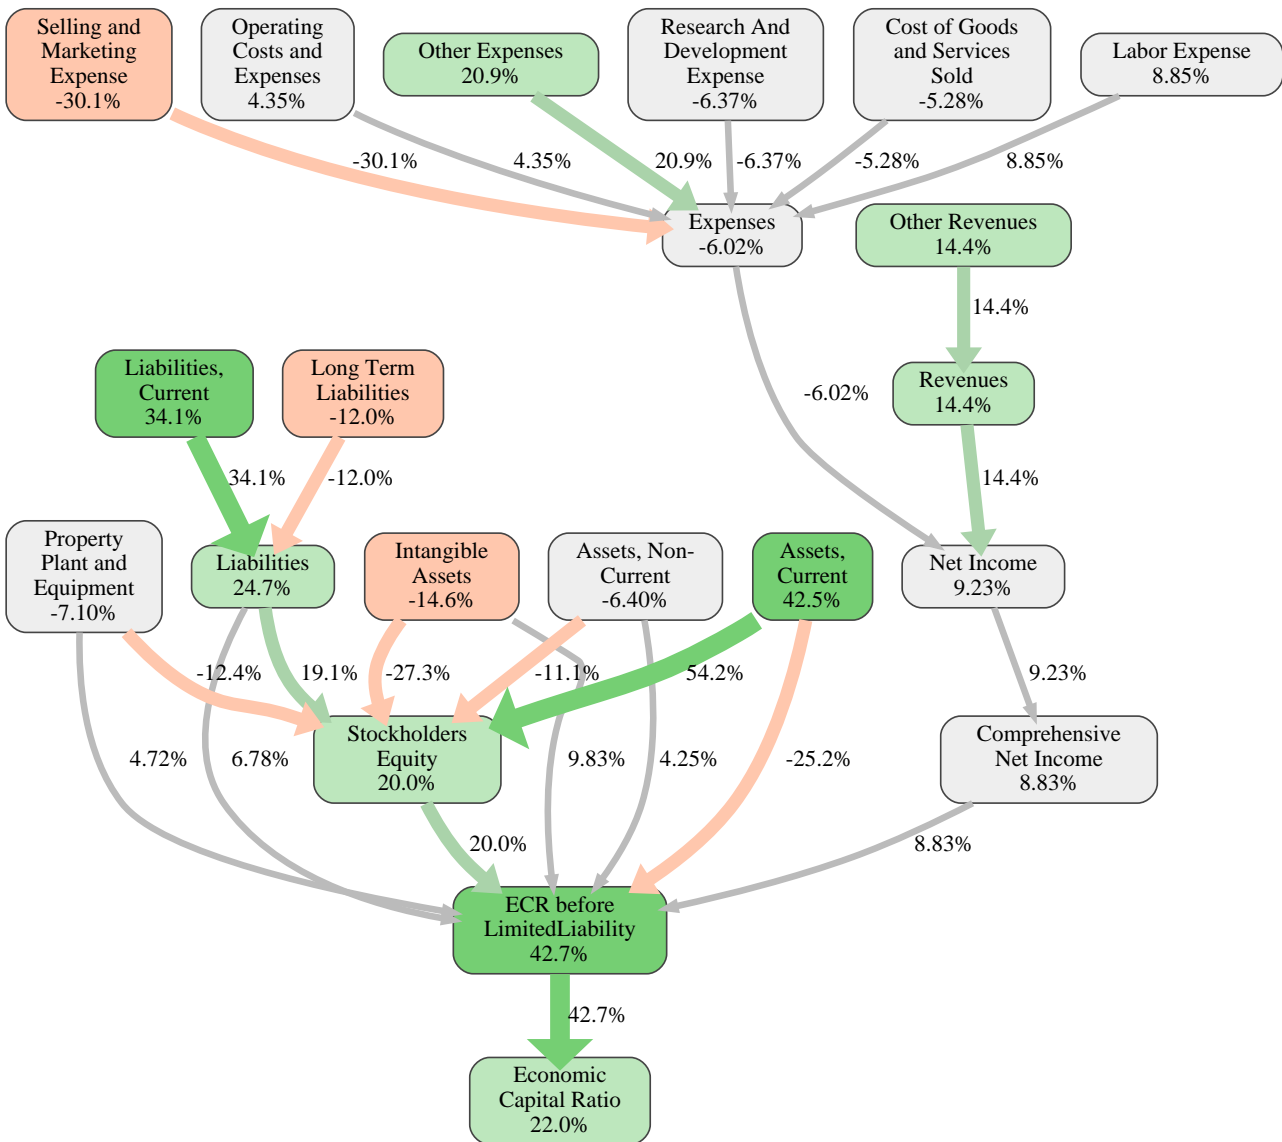 Selling and
Marketing
Expense
-30.1%
Operating
Costs and
Expenses
4.35%
Other Expenses
20.9%
Research And
Development
Expense
-6.37%
Cost of Goods
and Services
Sold
-5.28%
Labor Expense
8.85%
-30.1%
4.35%
20.9%
-6.37%
-5.28%
8.85%
Expenses
-6.02%
Other Revenues
14.4%
14.4%
Liabilities,
Current
34.1%
Long Term
Liabilities
-12.0%
-6.02%
Revenues
14.4%
34.1%
-12.0%
14.4%
Property
Plant and
Equipment
-7.10%
Liabilities
24.7%
Intangible
Assets
-14.6%
Assets, Non-
Current
-6.40%
Assets,
Current
42.5%
Net Income
9.23%
-12.4%
19.1%
-27.3%
-11.1%
54.2%
9.23%
4.72%
6.78%
Stockholders
Equity
20.0%
9.83%
4.25%
-25.2%
Comprehensive
Net Income
8.83%
20.0%
8.83%
ECR before
LimitedLiability
42.7%
42.7%
Economic
Capital Ratio
22.0%